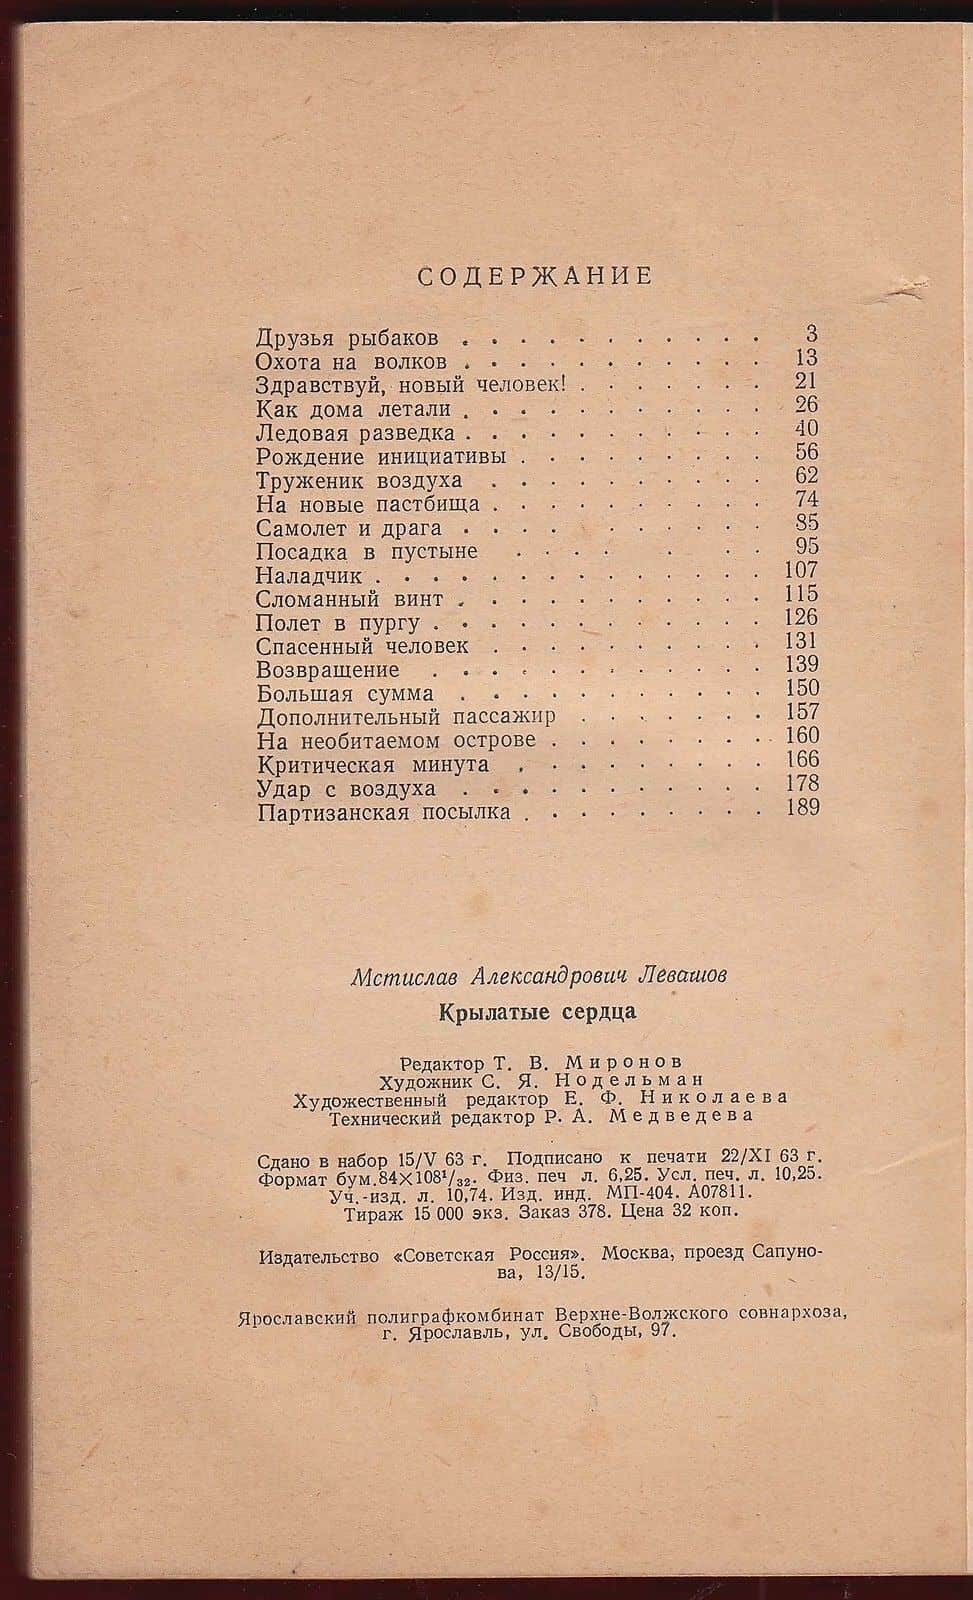 СОДЕРЖАНИЕ
Друзья рыбаков . . . . . . . . . . . 3
Охота на волков . . . . . . . . . . . 13
Здравствуй, новый человек! . . . . . . . 21
Как дома летали . . . . . . . . . . . 26
Ледовая разведка . . . . . . . . . . . 40
Рождение инициативы . . . . . . . . . 56
Труженик воздуха . . . . . . . . . . 62
На новые пастбища . . . . . . . . . . 74
Самолет и драга . . . . . . . . . . . 85
Посадка в пустыне . . . . . . . 95
Наладчик . . . . . . . . . . . . . . 107
Сломанный винт . . . . . . . . . . . 115
Полет в пургу . . . . . . . . . . . . 126
Спасенный человек . . . . . . . . . . 131
Возвращение . . . . . . . . . . . . 139
Большая сумма . . . . . . . . . . . 150
Дополнительный пассажир . . . . . . . 157
На необитаемом острове . . . . . . . . 160
Критическая минута . . . . . . . . . 166
Удар с воздуха . . . . . . . . . . . 178
Партизанская посылка . . . . . . . . . 189
Мстислав Александрович Левашов
Крылатые сердца
Редактор Т. В. Миронов
Художник С. Я. Нодельман
Художественный редактор Е. Ф. Николаева
Технический редактор Р. А. Медведева
Сдано в набор 15/V 63 г. Подписано к печати 22/XI 63 г.
Формат бум.84×108¹/₃₂. Физ. печ л. 6,25. Усл. печ. л. 10,25.
Уч.-изд. л. 10,74. Изд. инд. МП-404. А07811.
Тираж 15 000 экз. Заказ 378. Цена 32 коп.
Издательство «Советская Россия». Москва, проезд Сапуно-
ва, 13/15.
Ярославский полиграфкомбинат Верхне-Волжского совнархоза,
г. Ярославль, ул. Свободы, 97.